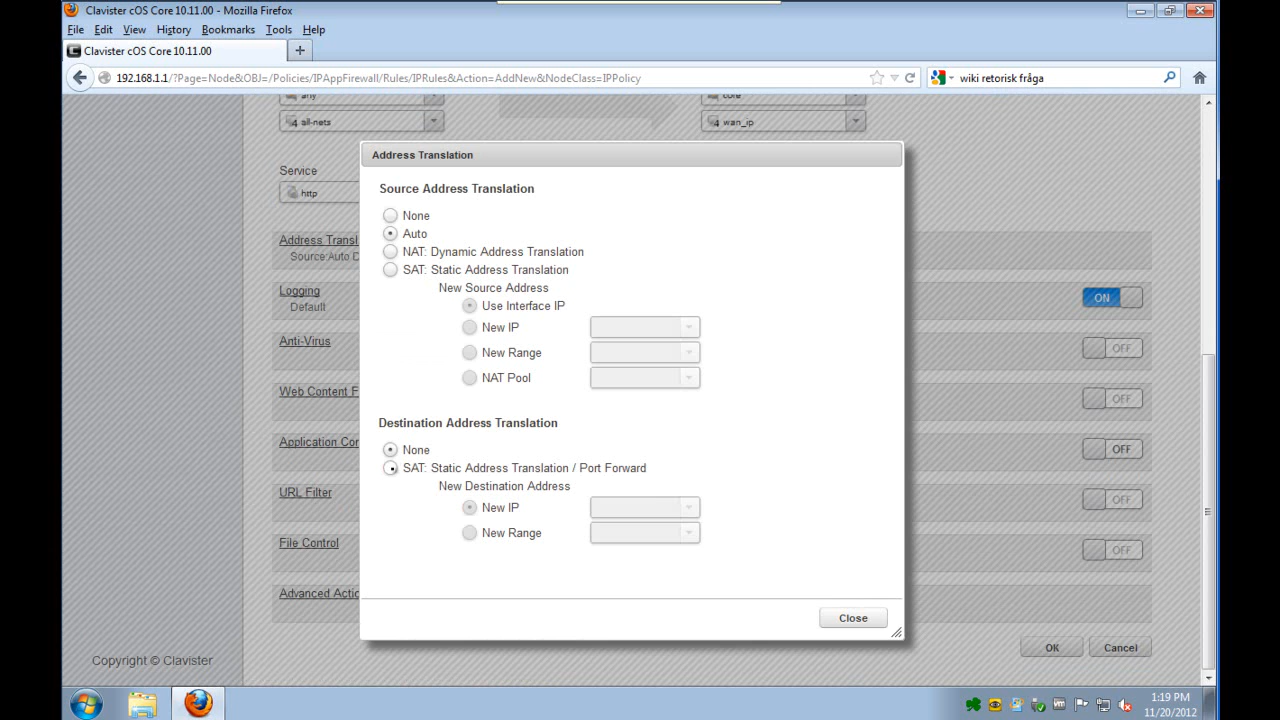 Clavister cOS Core 10.11.00 - Mozilla Firefox
File Edit View History Bookmarks Tools Help
Clavister cOS Core 10.11.00
192.168.1.1/?Page=Node&OBJ=/Policies/IPAppFirewall/Rules/IPRules&Action=AddNew&NodeClass=IPPolicy
wiki retorisk fråga
any
core
4 all-nets
4 wan_ip
Address Translation
Source Address Translation
None
Auto
NAT: Dynamic Address Translation
SAT: Static Address Translation
New Source Address
Use Interface IP
New IP
New Range
NAT Pool
Destination Address Translation
None
SAT: Static Address Translation / Port Forward
New Destination Address
New IP
New Range
Close
Service
http
Address Transl
Source:Auto D
Logging
Default
ON
Anti-Virus
OFF
Web Content F
OFF
Application Con
OFF
URL Filter
OFF
File Control
OFF
Advanced Actio
OK
Cancel
Copyright © Clavister
1:19 PM
11/20/2012